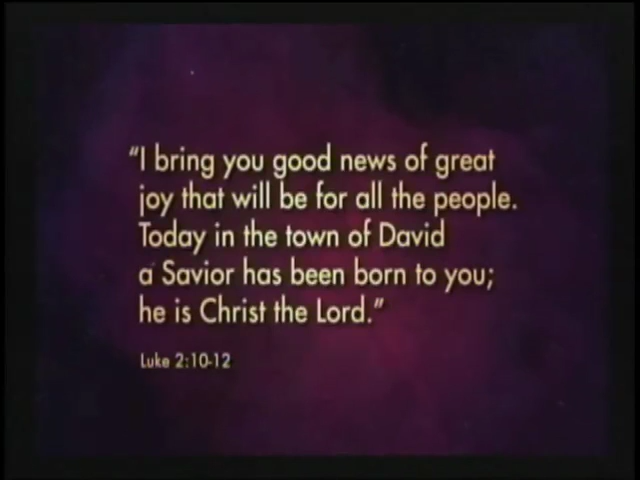 “I bring you good news of great
joy that will be for all the people.
Today in the town of David
a Savior has been born to you;
he is Christ the Lord.”
Luke 2:10-12